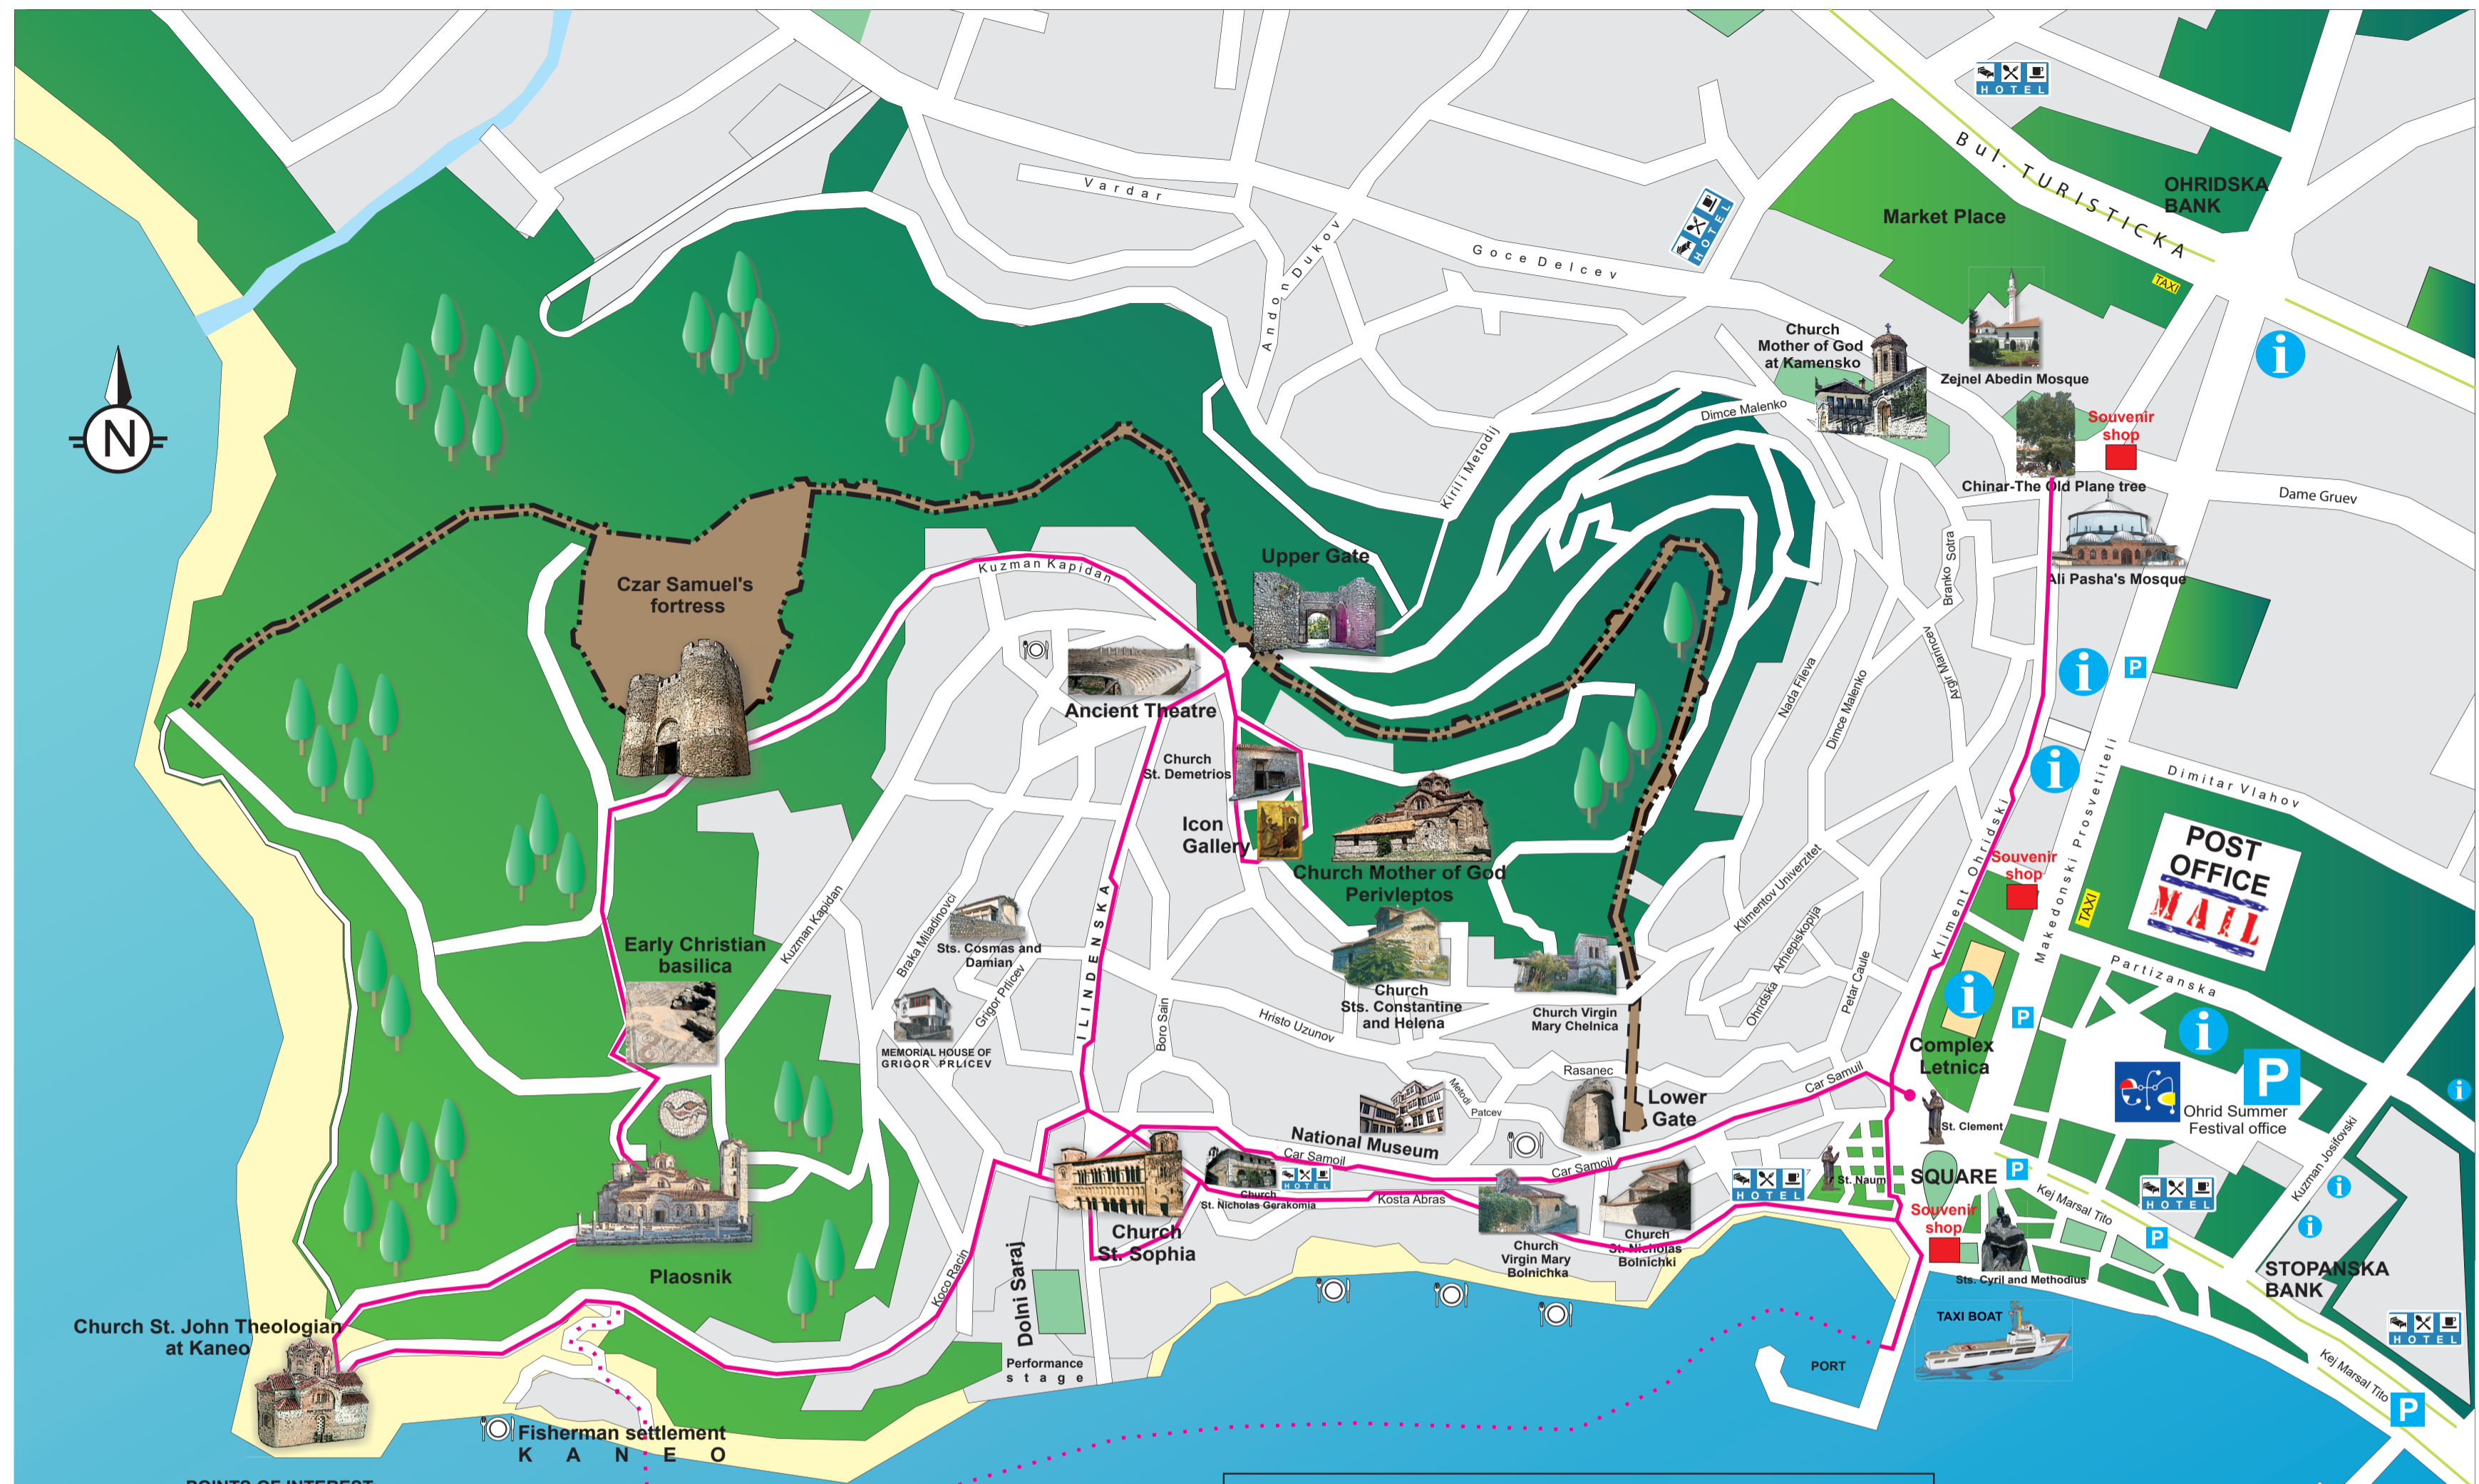 HOTEL
Bul. TURISTICKA
OHRIDSKA
BANK
Market Place
Vardar
HOTEL
Andon Dukov
Goce Delcev
TAXI
Church
Mother of God
at Kamensko
Zejnel Abedin Mosque
Souvenir
shop
Dimce Malenko
Kiril i Metodij
Chinar-The Old Plane tree
Dame Gruev
N
Upper Gate
Kuzman Kapidan
Czar Samuel's
fortress
Branko Sotra
Ali Pasha's Mosque
Argir Marincev
Nada Fileva
Dimce Malenko
P
Ancient Theatre
Church
St. Demetrios
Icon
Gallery
Church Mother of God
Perivleptos
Makedonski Prosvetiteli
Dimitar Vlahov
Kliment Ohridski
Souvenir
shop
POST
OFFICE
MAIL
TAXI
Klimentov Univerzitet
Ohridska Arhiepiskopija
Petar Caule
Partizanska
Kuzman Kapidan
Braka Miladinovci
Sts. Cosmas and
Damian
Grigor Prlicev
ILINDENSKA
Early Christian
basilica
MEMORIAL HOUSE OF
GRIGOR PRLICEV
Boro Sain
Hristo Uzunov
Church
Sts. Constantine
and Helena
Church Virgin
Mary Chelnica
P
Complex
Letnica
P
Ohrid Summer
Festival office
Rasanec
Car Samuil
Metodi
Patcev
Lower
Gate
National Museum
Car Samoil
Car Samoil
St. Clement
St. Naum
SQUARE
P
HOTEL
HOTEL
HOTEL
Kej Marsal Tito
P
Kuzman Josifovski
Church
St. Nicholas Gerakomia
Kosta Abras
Church
St. Sophia
Church
Virgin Mary
Bolnichka
Church
St. Nicholas
Bolnichki
Souvenir
shop
Sts. Cyril and Methodius
STOPANSKA
BANK
HOTEL
Plaosnik
Koco Racin
Dolni Saraj
Performance
stage
Church St. John Theologian
at Kaneo
TAXI BOAT
PORT
Kej Marsal Tito
P
Fisherman settlement
KANEO
POINTS OF INTEREST